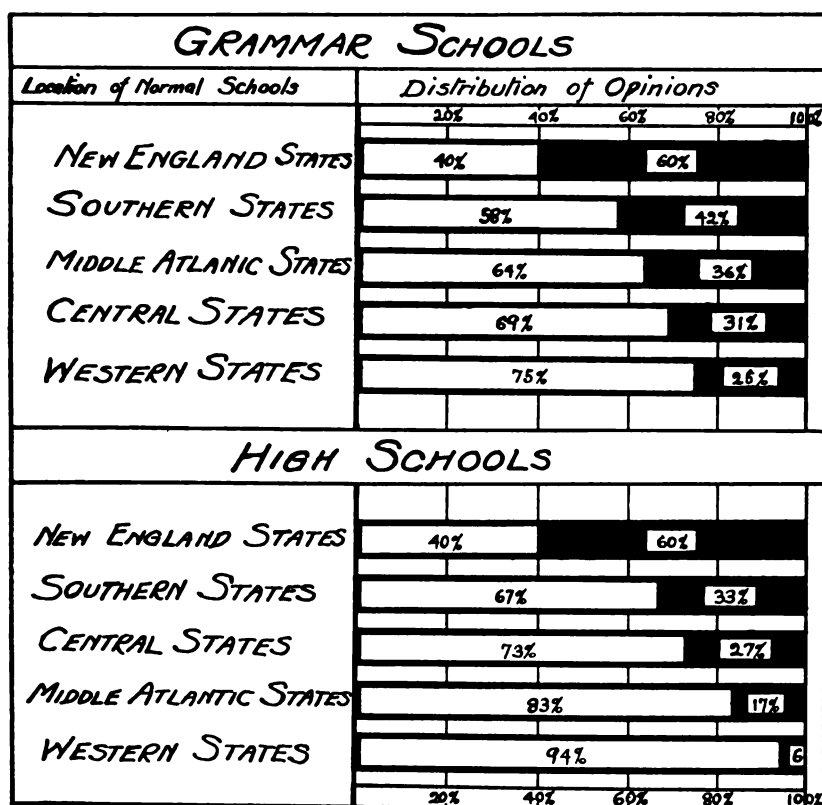 GRAMMAR SCHOOLS
Location of Normal Schools Distribution of Opinions
20% 40% 60% 80% 100%
NEW ENGLAND STATES 40% 60%
SOUTHERN STATES 58% 42%
MIDDLE ATLANIC STATES 64% 36%
CENTRAL STATES 69% 31%
WESTERN STATES 75% 25%
HIGH SCHOOLS
NEW ENGLAND STATES 40% 60%
SOUTHERN STATES 67% 33%
CENTRAL STATES 73% 27%
MIDDLE ATLANTIC STATES 83% 17%
WESTERN STATES 94% 6
20% 40% 60% 80% 100%